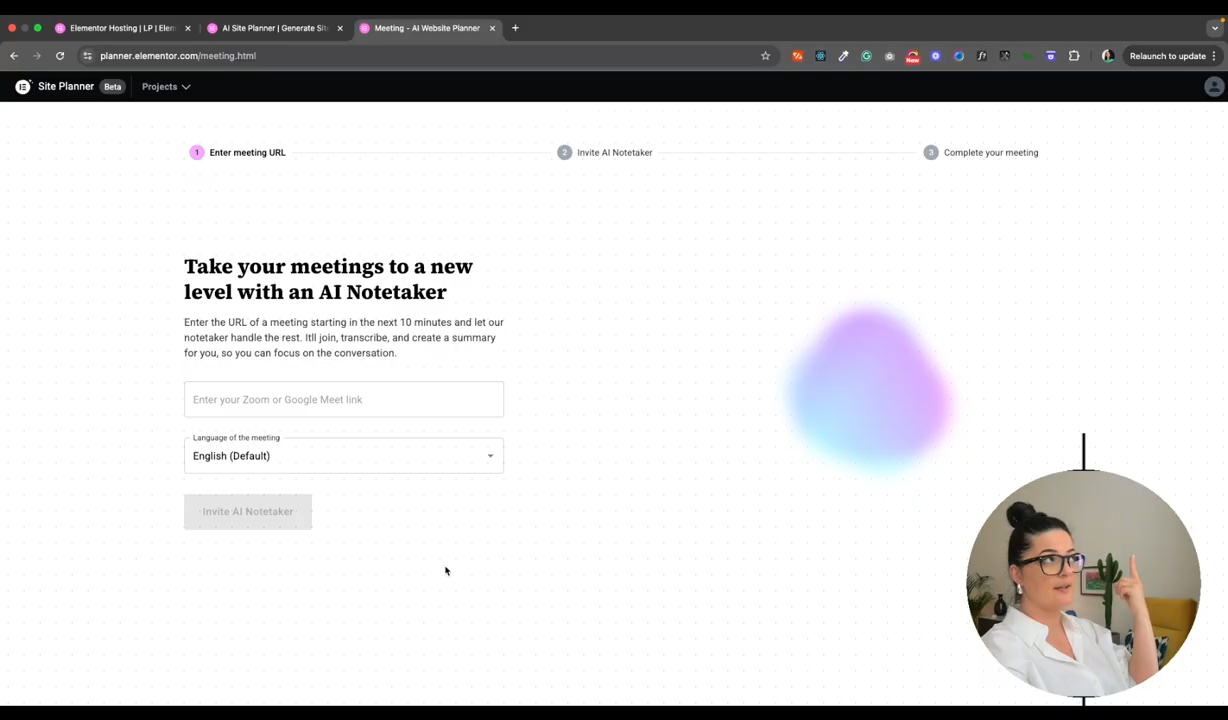 Elementor Hosting | LP | Elem
AI Site Planner | Generate Site
Meeting - AI Website Planner
planner.elementor.com/meeting.html
New
f?
Relaunch to update
Site Planner
Beta
Projects
1 Enter meeting URL
2 Invite AI Notetaker
3 Complete your meeting
Take your meetings to a new
level with an AI Notetaker
Enter the URL of a meeting starting in the next 10 minutes and let our
notetaker handle the rest. Itll join, transcribe, and create a summary
for you, so you can focus on the conversation.
Enter your Zoom or Google Meet link
Language of the meeting
English (Default)
Invite AI Notetaker